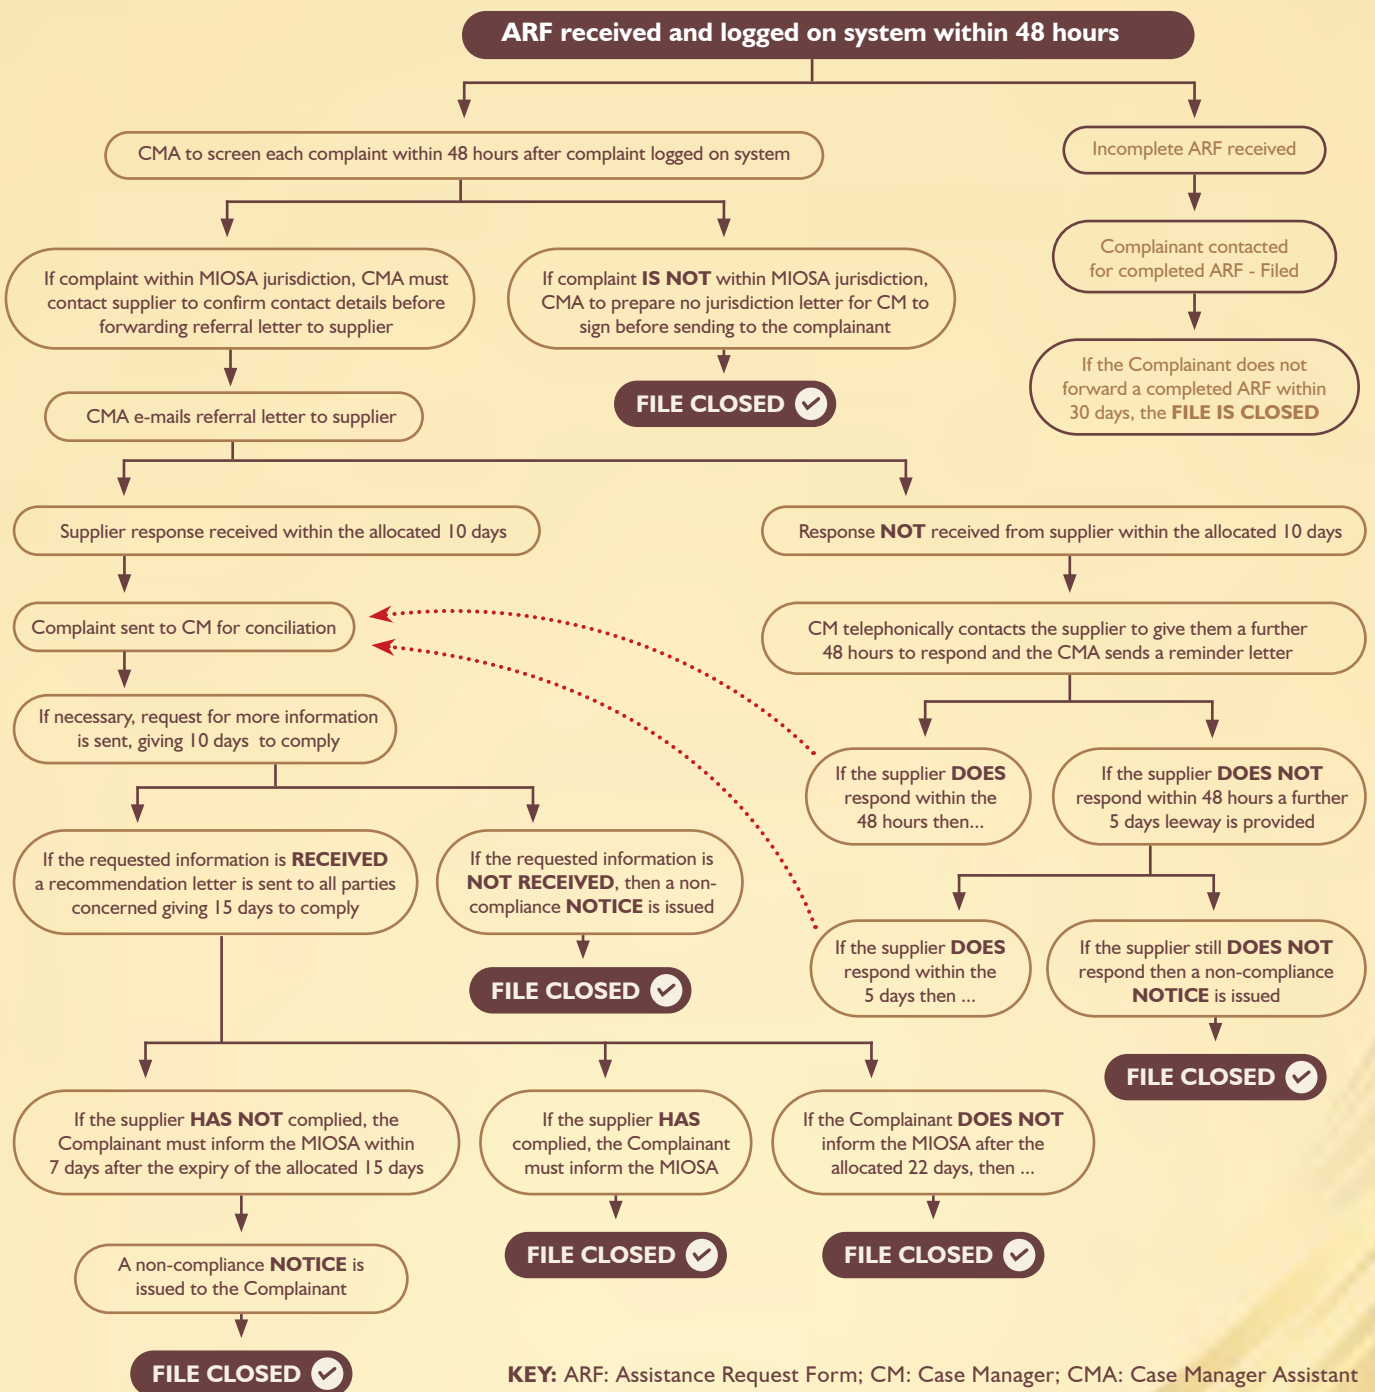 ARF received and logged on system within 48 hours
CMA to screen each complaint within 48 hours after complaint logged on system
Incomplete ARF received
Complainant contacted
for completed ARF - Filed
If the Complainant does not
forward a completed ARF within
30 days, the FILE IS CLOSED
If complaint within MIOSA jurisdiction, CMA must
contact supplier to confirm contact details before
forwarding referral letter to supplier
If complaint IS NOT within MIOSA jurisdiction,
CMA to prepare no jurisdiction letter for CM to
sign before sending to the complainant
FILE CLOSED
CMA e-mails referral letter to supplier
Supplier response received within the allocated 10 days
Response NOT received from supplier within the allocated 10 days
Complaint sent to CM for conciliation
CM telephonically contacts the supplier to give them a further
48 hours to respond and the CMA sends a reminder letter
If necessary, request for more information
is sent, giving 10 days to comply
If the supplier DOES
respond within the
48 hours then...
If the supplier DOES NOT
respond within 48 hours a further
5 days leeway is provided
If the requested information is RECEIVED
a recommendation letter is sent to all parties
concerned giving 15 days to comply
If the requested information is
NOT RECEIVED, then a non-
compliance NOTICE is issued
FILE CLOSED
If the supplier DOES
respond within the
5 days then ...
If the supplier still DOES NOT
respond then a non-compliance
NOTICE is issued
FILE CLOSED
If the supplier HAS NOT complied, the
Complainant must inform the MIOSA within
7 days after the expiry of the allocated 15 days
If the supplier HAS
complied, the Complainant
must inform the MIOSA
If the Complainant DOES NOT
inform the MIOSA after the
allocated 22 days, then ...
FILE CLOSED
FILE CLOSED
A non-compliance NOTICE is
issued to the Complainant
FILE CLOSED
KEY: ARF: Assistance Request Form; CM: Case Manager; CMA: Case Manager Assistant